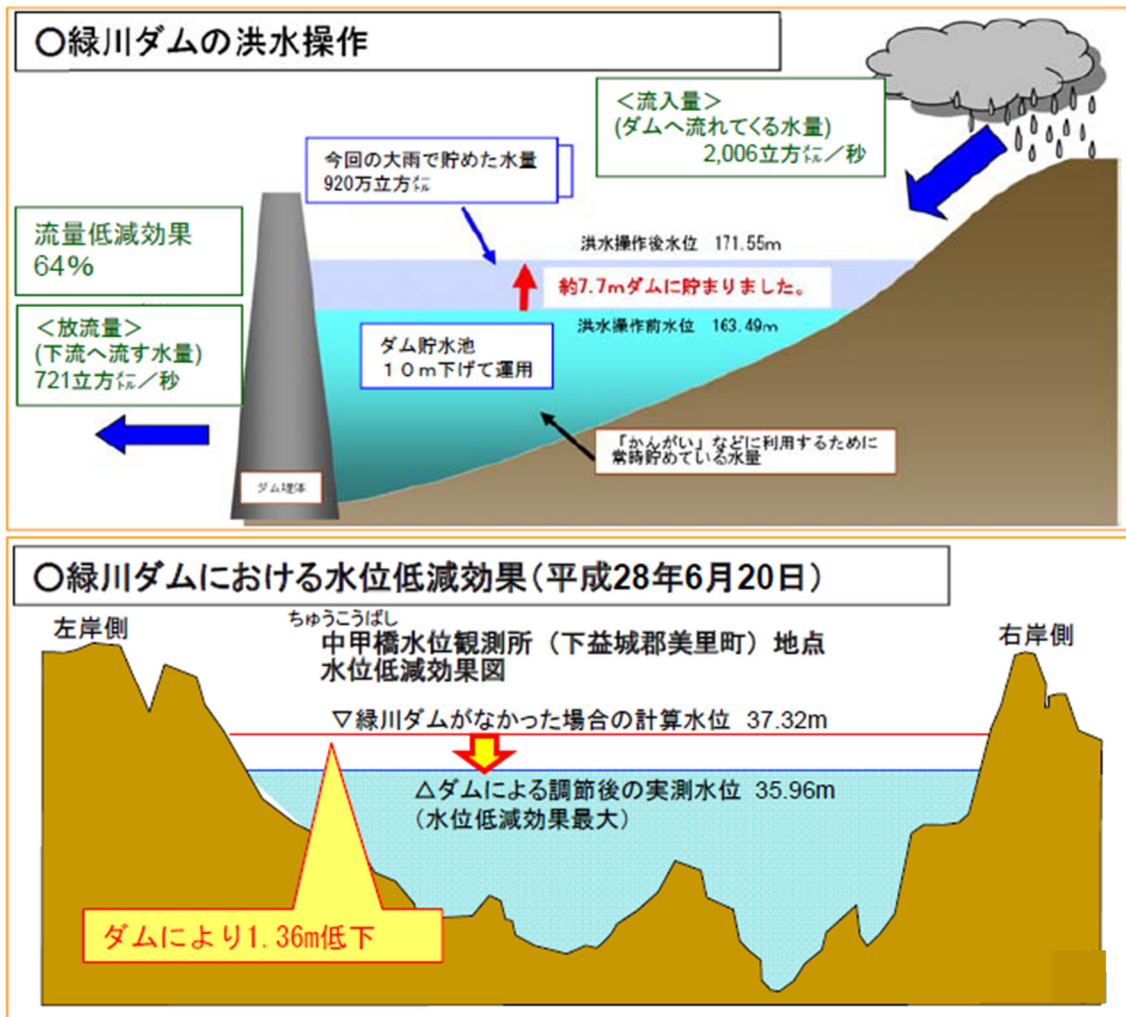 〇緑川ダムの洪水操作
＜流入量＞
(ダムへ流れてくる水量)
2,006立方㍍／秒
今回の大雨で貯めた水量
920万立方㍍
流量低減効果
64%
洪水操作後水位 171.55m
約7.7mダムに貯まりました。
＜放流量＞
(下流へ流す水量)
721立方㍍／秒
洪水操作前水位 163.49m
ダム貯水池
１０ｍ下げて運用
「かんがい」などに利用するために
常時貯めている水量
ダム堤体
〇緑川ダムにおける水位低減効果(平成28年6月20日)
左岸側
ちゅうこうばし
中甲橋水位観測所（下益城郡美里町）地点
水位低減効果図
右岸側
▽緑川ダムがなかった場合の計算水位 37.32m
△ダムによる調節後の実測水位 35.96m
（水位低減効果最大）
ダムにより1.36m低下